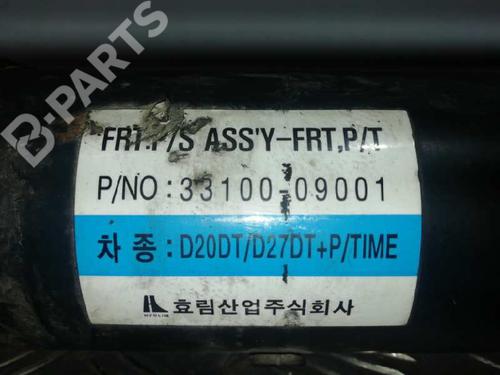 B-PARTS
FRT.P/S ASS'Y-FRT,P/T
P/NO : 33100-09001
차 종 : D20DT/D27DT+P/TIME
효림산업주식회사
B-PARTS